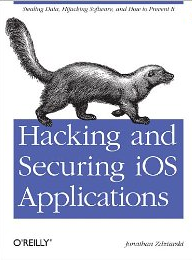 Stealing Data, Hijacking Software, and How to Prevent It
Hacking and
Securing iOS
Applications
O'REILLY®
Jonathan Zdziarski